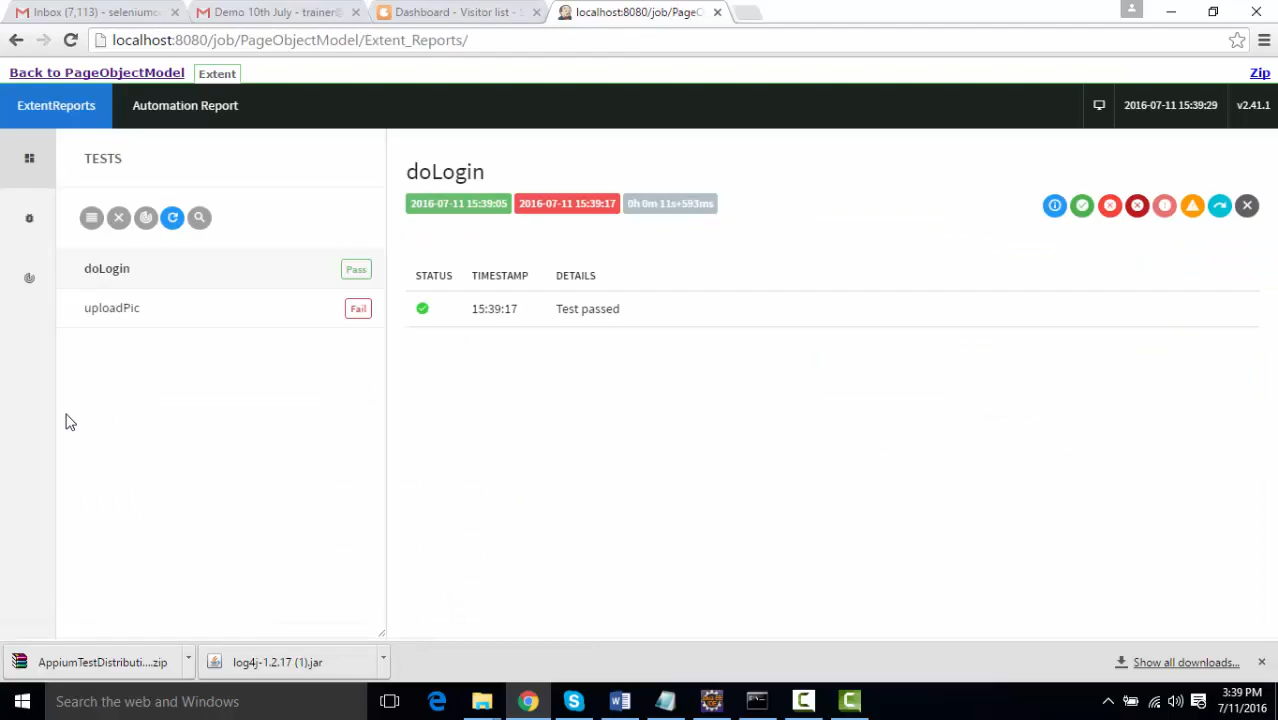 Inbox (7,113) - seleniumc
Demo 10th July - trainer@
Dashboard - Visitor list - S
localhost:8080/job/PageO
localhost:8080/job/PageObjectModel/Extent_Reports/
Back to PageObjectModel
Extent
Zip
ExtentReports
Automation Report
2016-07-11 15:39:29
v2.41.1
TESTS
doLogin
Pass
uploadPic
Fail
doLogin
2016-07-11 15:39:05
2016-07-11 15:39:17
0h 0m 11s+593ms
STATUS
TIMESTAMP
DETAILS
15:39:17
Test passed
AppiumTestDistributi....zip
log4j-1.2.17 (1).jar
Show all downloads...
Search the web and Windows
3:39 PM
7/11/2016